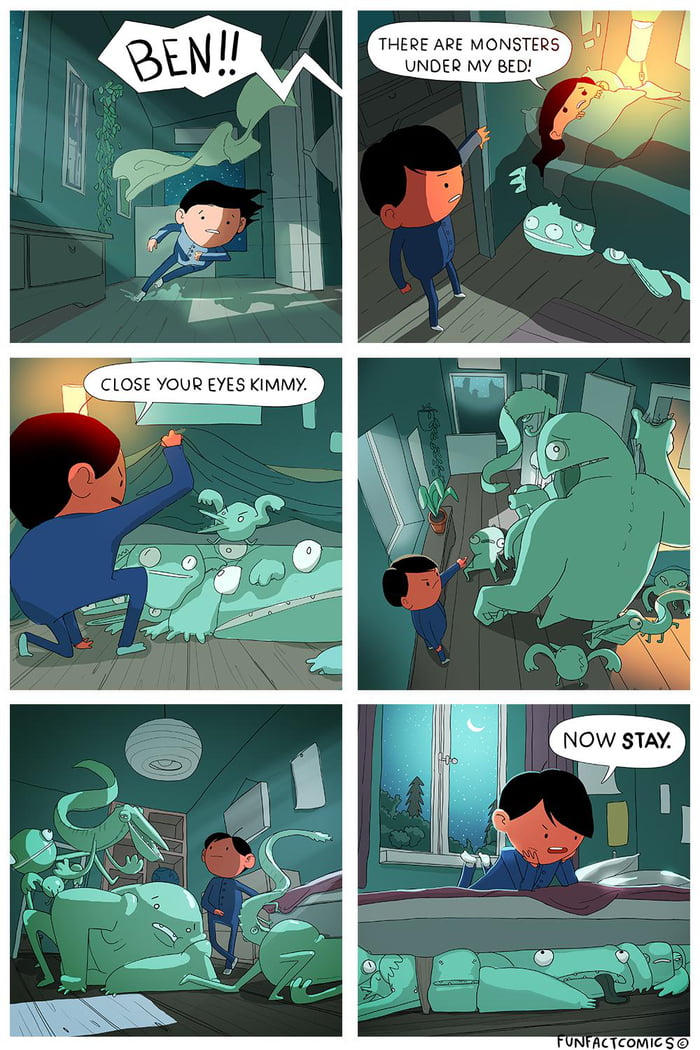 BEN!!
THERE ARE MONSTERS
UNDER MY BED!
CLOSE YOUR EYES KIMMY.
NOW STAY.
FUNFACTCOMICS©